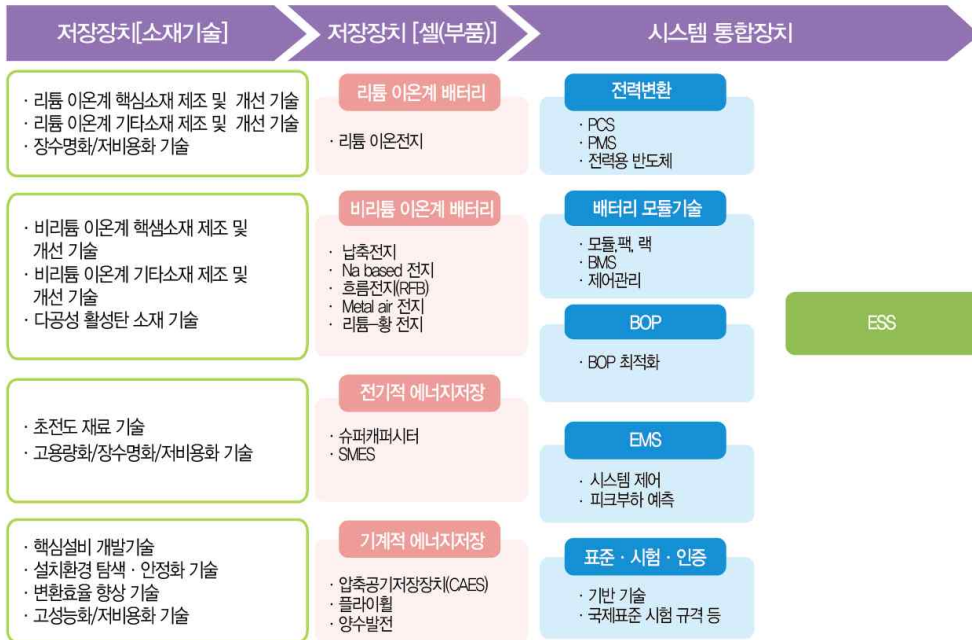 저장장치[소재기술]
저장장치 [셀(부품)]
시스템 통합장치
· 리튬 이온계 핵심소재 제조 및 개선 기술
· 리튬 이온계 기타소재 제조 및 개선 기술
· 장수명화/저비용화 기술
리튬 이온계 배터리
· 리튬 이온전지
전력변환
· PCS
· PMS
· 전력용 반도체
· 비리튬 이온계 핵샘소재 제조 및
개선 기술
· 비리튬 이온계 기타소재 제조 및
개선 기술
· 다공성 활성탄 소재 기술
비리튬 이온계 배터리
· 납축전지
· Na based 전지
· 흐름전지(RFB)
· Metal air 전지
· 리튬-황 전지
배터리 모듈기술
· 모듈,팩, 랙
· BMS
· 제어관리
BOP
· BOP 최적화
ESS
· 초전도 재료 기술
· 고용량화/장수명화/저비용화 기술
전기적 에너지저장
· 슈퍼캐퍼시터
· SMES
EMS
· 시스템 제어
· 피크부하 예측
· 핵심설비 개발기술
· 설치환경 탐색 · 안정화 기술
· 변환효율 향상 기술
· 고성능화/저비용화 기술
기계적 에너지저장
· 압축공기저장장치(CAES)
· 플라이휠
· 양수발전
표준 · 시험 · 인증
· 기반 기술
· 국제표준 시험 규격 등